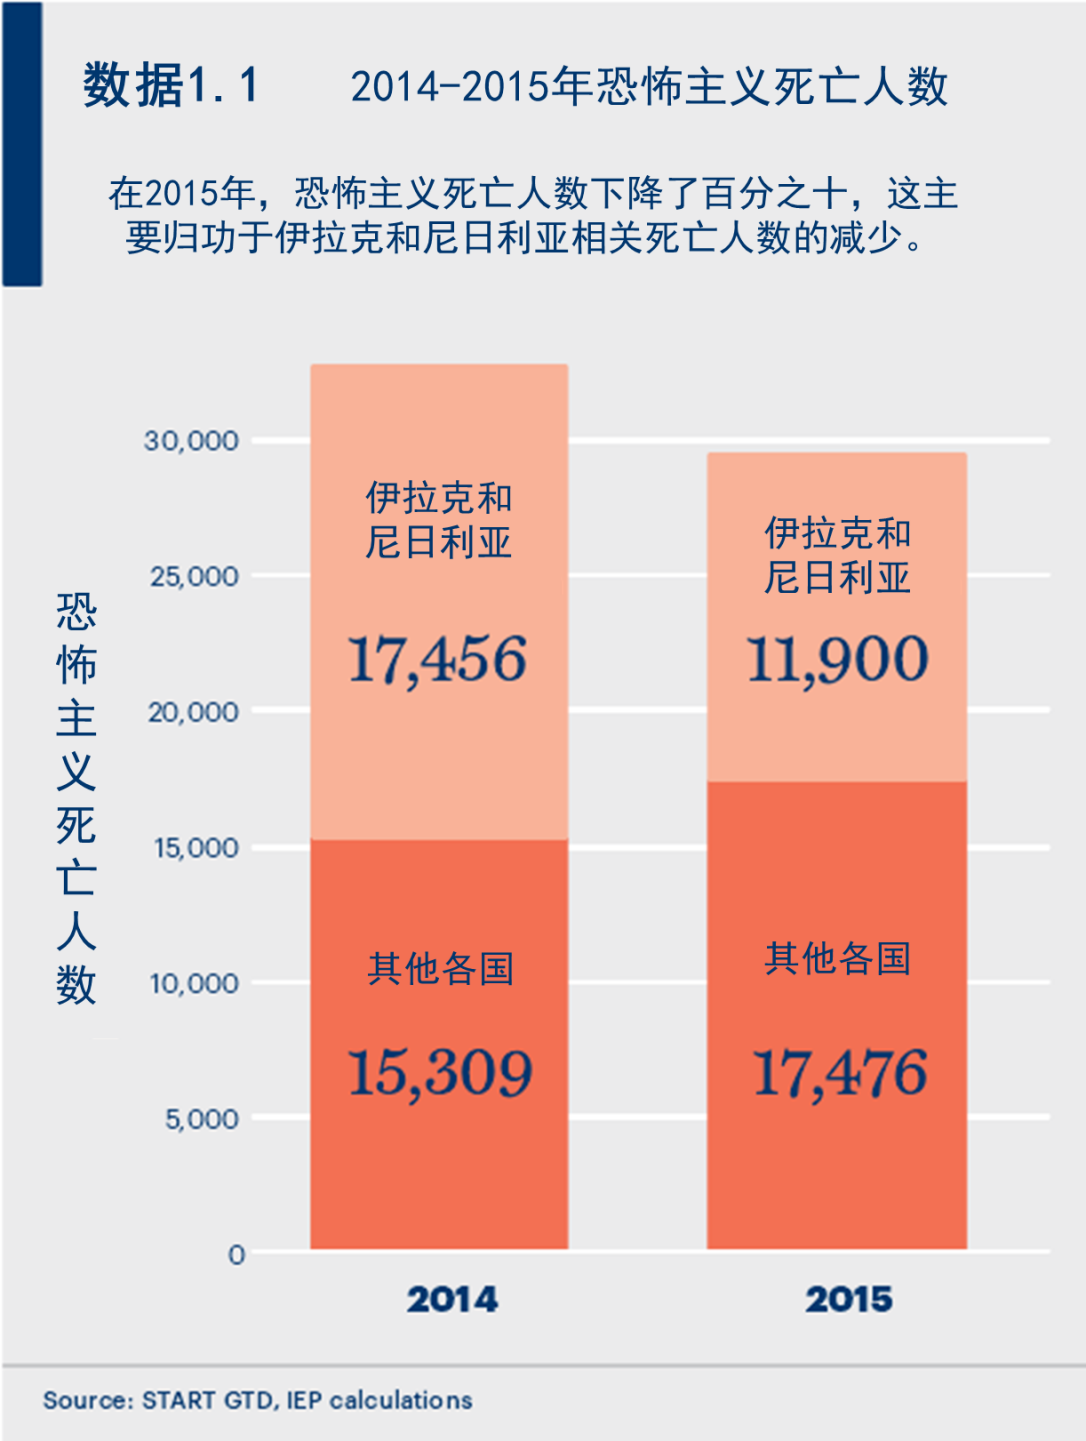 数据1.1 2014-2015年恐怖主义死亡人数
在2015年，恐怖主义死亡人数下降了百分之十，这主
要归功于伊拉克和尼日利亚相关死亡人数的减少。
恐怖主义死亡人数
30,000
25,000
20,000
15,000
10,000
5,000
0
伊拉克和
尼日利亚
17,456
其他各国
15,309
2014
伊拉克和
尼日利亚
11,900
其他各国
17,476
2015
Source: START GTD, IEP calculations